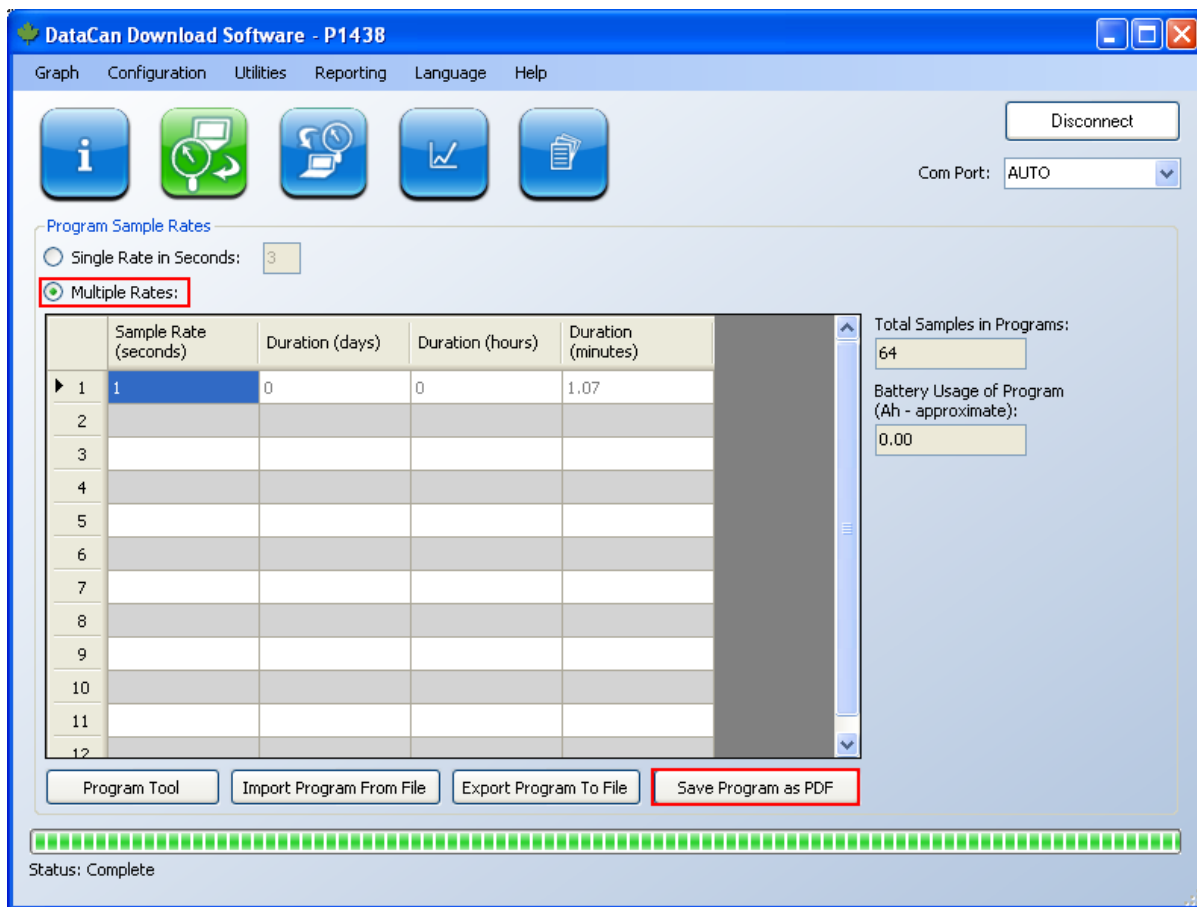 DataCan Download Software - P1438
Graph Configuration Utilities Reporting Language Help
i
Disconnect
Com Port: AUTO
Program Sample Rates
Single Rate in Seconds: 3
Multiple Rates:
Sample Rate (seconds) Duration (days) Duration (hours) Duration (minutes)
1 1 0 0 1.07
2
3
4
5
6
7
8
9
10
11
12
Total Samples in Programs:
64
Battery Usage of Program
(Ah - approximate):
0.00
Program Tool Import Program From File Export Program To File Save Program as PDF
Status: Complete